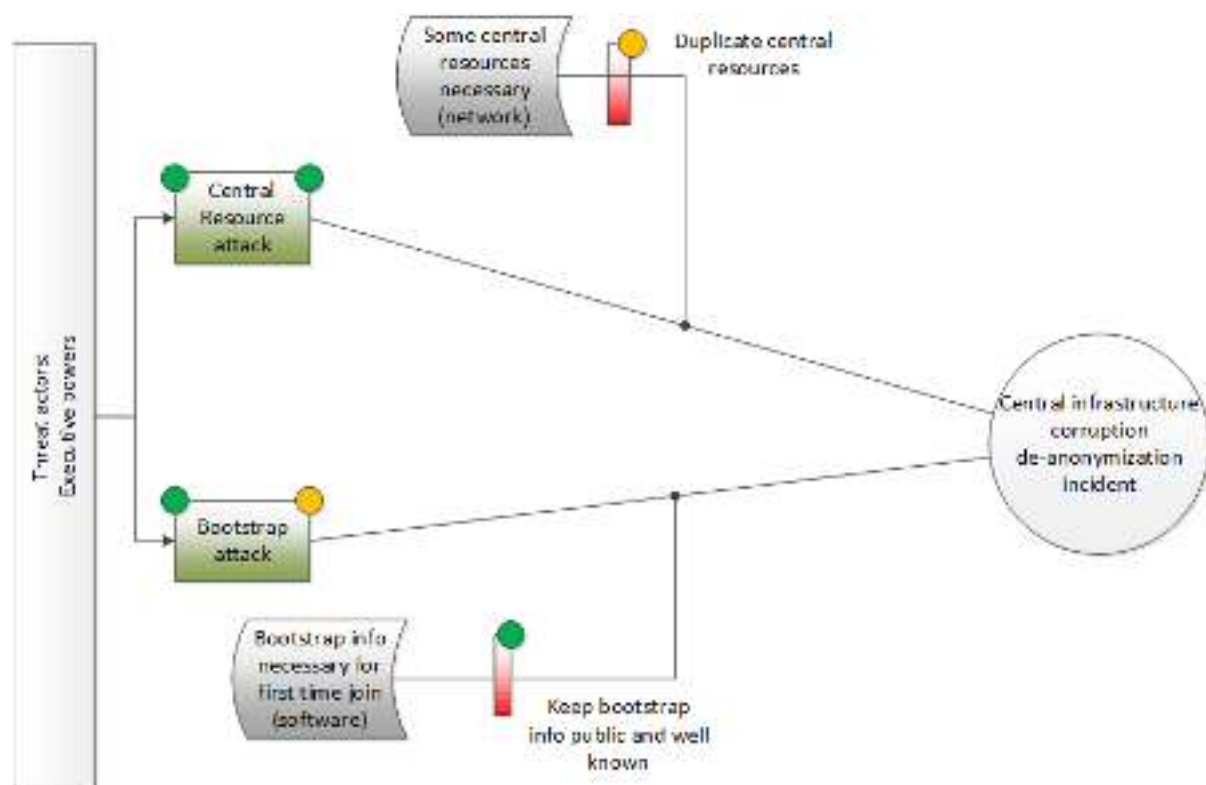 Threat actors:
Executive powers
Some central
resources
necessary
(network)
Duplicate central
resources
Central
Resource
attack
Central infrastructure
corruption
de-anonymization
incident
Bootstrap
attack
Bootstrap info
necessary for
first time join
(software)
Keep bootstrap
info public and well
known